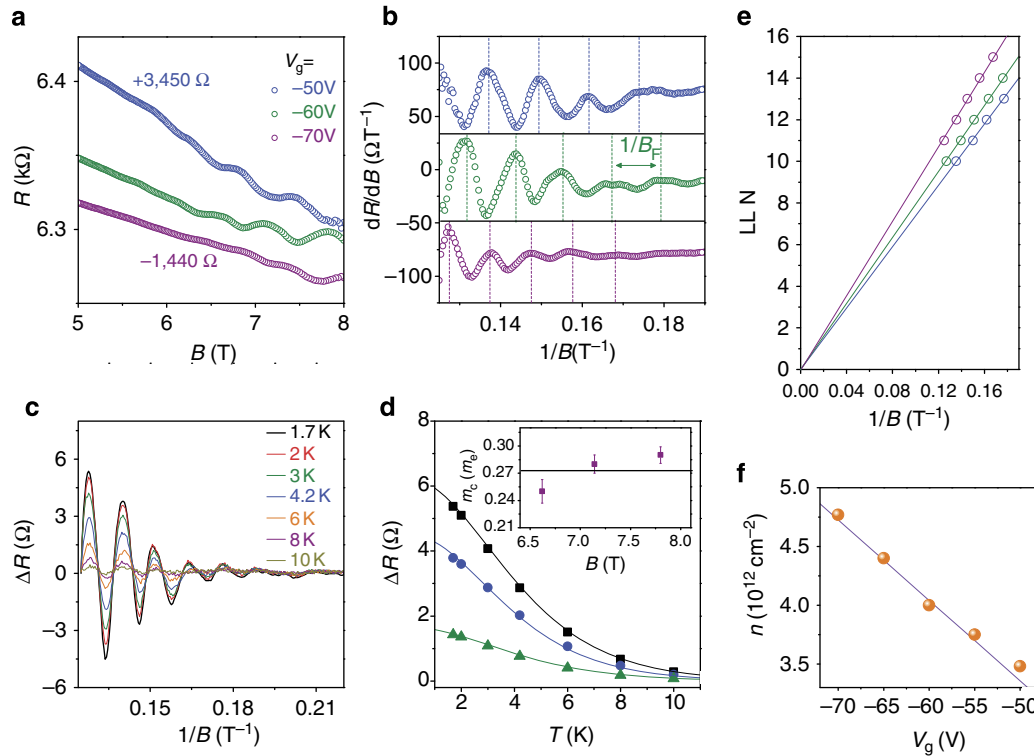 a
6.4
6.3
R (kΩ)
+3,450 Ω
−1,440 Ω
Vg=
−50V
−60V
−70V
5 6 7 8
B (T)
b
100
50
0
−50
−100
dR/dB (ΩT⁻¹)
1/BF
0.14 0.16 0.18
1/B(T⁻¹)
e
16
14
12
10
8
6
4
2
0
LL N
0.00 0.04 0.08 0.12 0.16
1/B (T⁻¹)
c
6
3
0
−3
−6
ΔR (Ω)
1.7 K
2 K
3 K
4.2 K
6 K
8 K
10 K
0.15 0.18 0.21
1/B (T⁻¹)
d
8
6
4
2
0
ΔR (Ω)
0.30
0.27
0.24
0.21
mc (me)
6.5 7.0 7.5 8.0
B (T)
2 4 6 8 10
T (K)
f
5.0
4.5
4.0
3.5
n (10¹² cm⁻²)
−70 −65 −60 −55 −50
Vg (V)